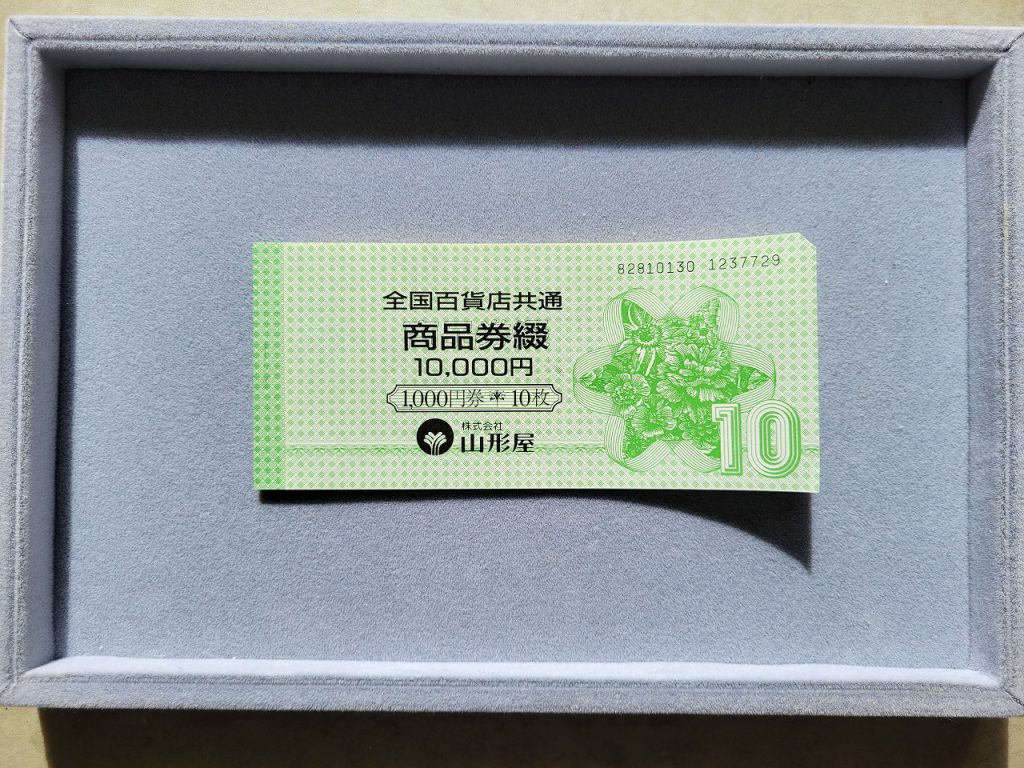 82810130 1237729
全国百貨店共通
商品券綴
10,000円
1,000円券 * 10枚
株式会社
山形屋
10